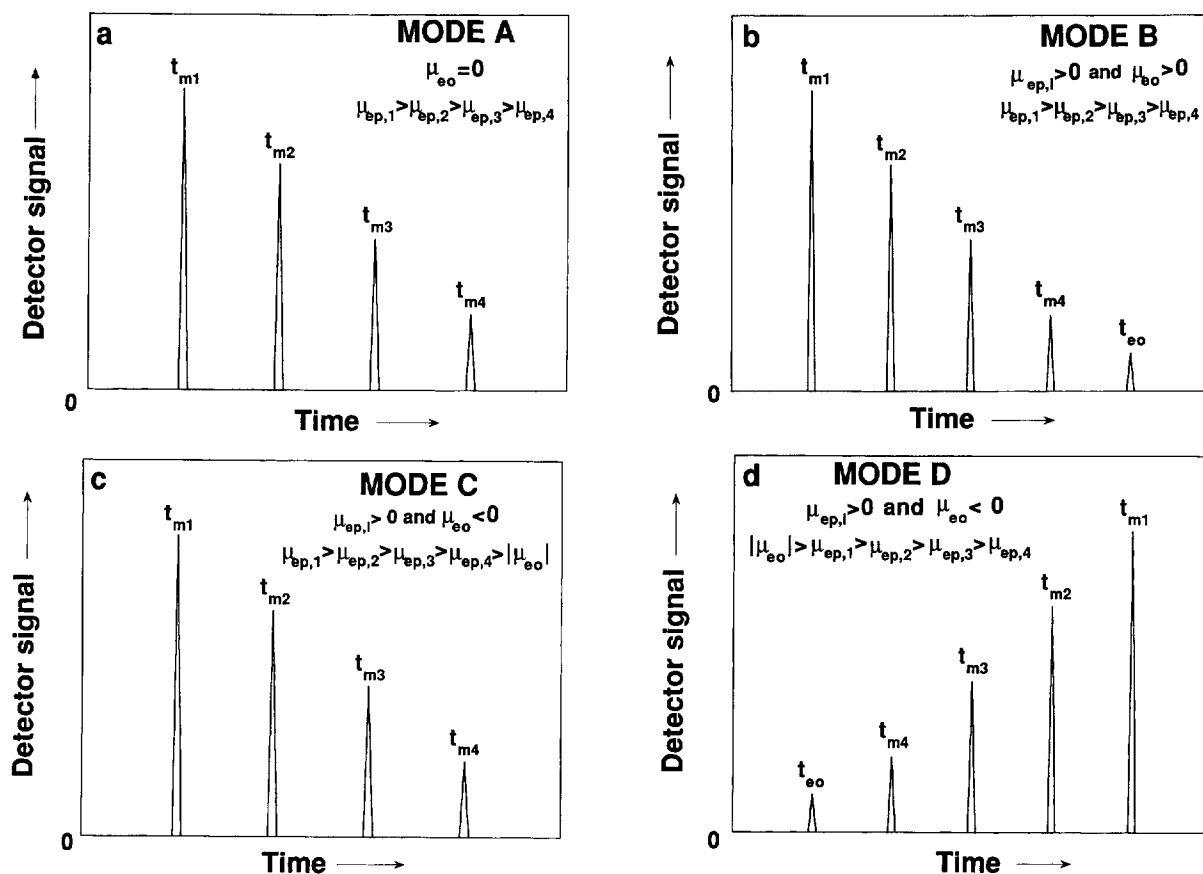 a
MODE A
μeo=0
μep,1>μep,2>μep,3>μep,4
tm1
tm2
tm3
tm4
Detector signal
0
Time
b
MODE B
μep,i>0 and μeo>0
μep,1>μep,2>μep,3>μep,4
tm1
tm2
tm3
tm4
teo
Detector signal
0
Time
c
MODE C
μep,i>0 and μeo<0
μep,1>μep,2>μep,3>μep,4>|μeo|
tm1
tm2
tm3
tm4
Detector signal
0
Time
d
MODE D
μep,i>0 and μeo<0
|μeo|>μep,1>μep,2>μep,3>μep,4
tm1
tm2
tm3
tm4
teo
Detector signal
0
Time